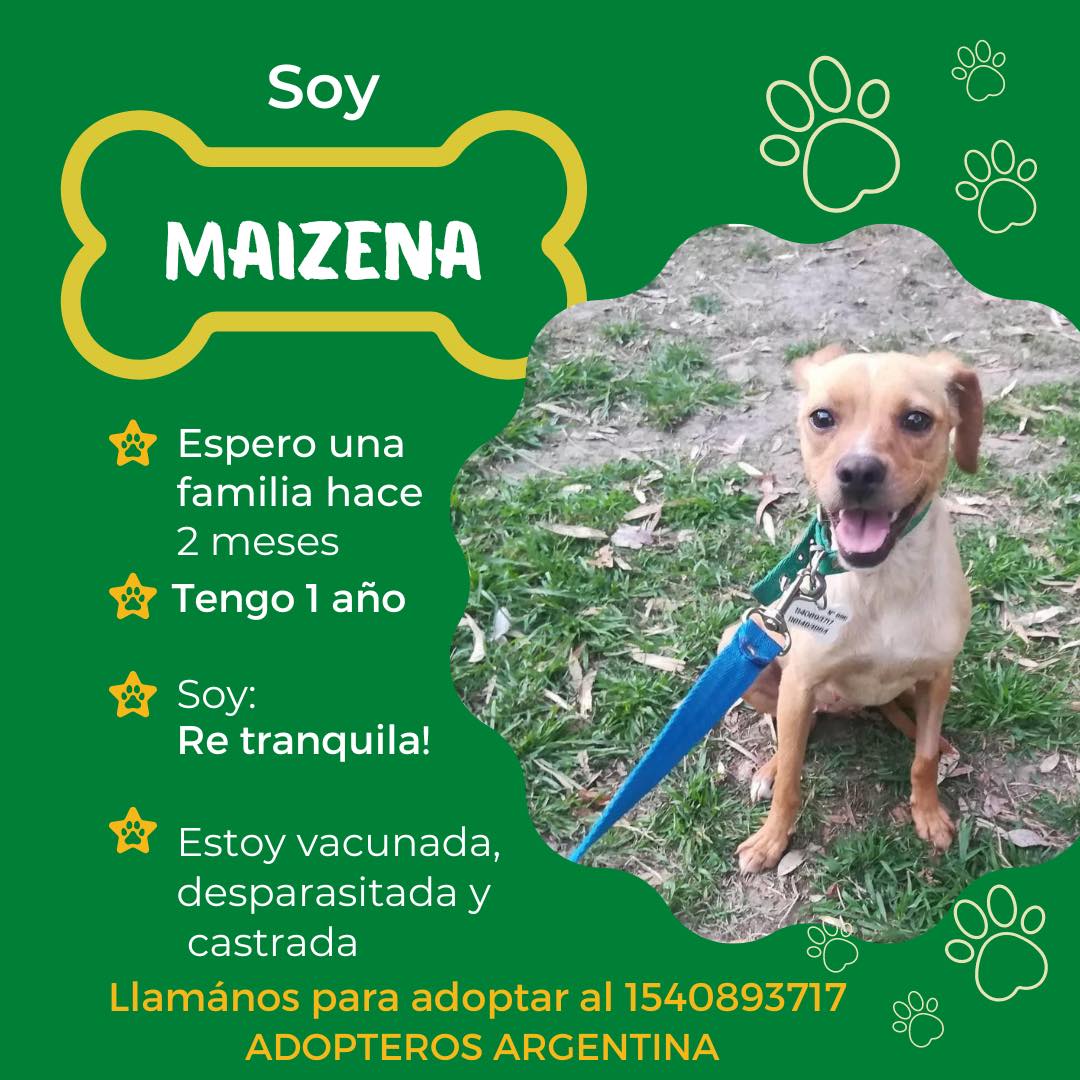 Soy
MAIZENA
Espero una
familia hace
2 meses
Tengo 1 año
Soy:
Re tranquila!
Estoy vacunada,
desparasitada y
castrada
Llamános para adoptar al 1540893717
ADOPTEROS ARGENTINA